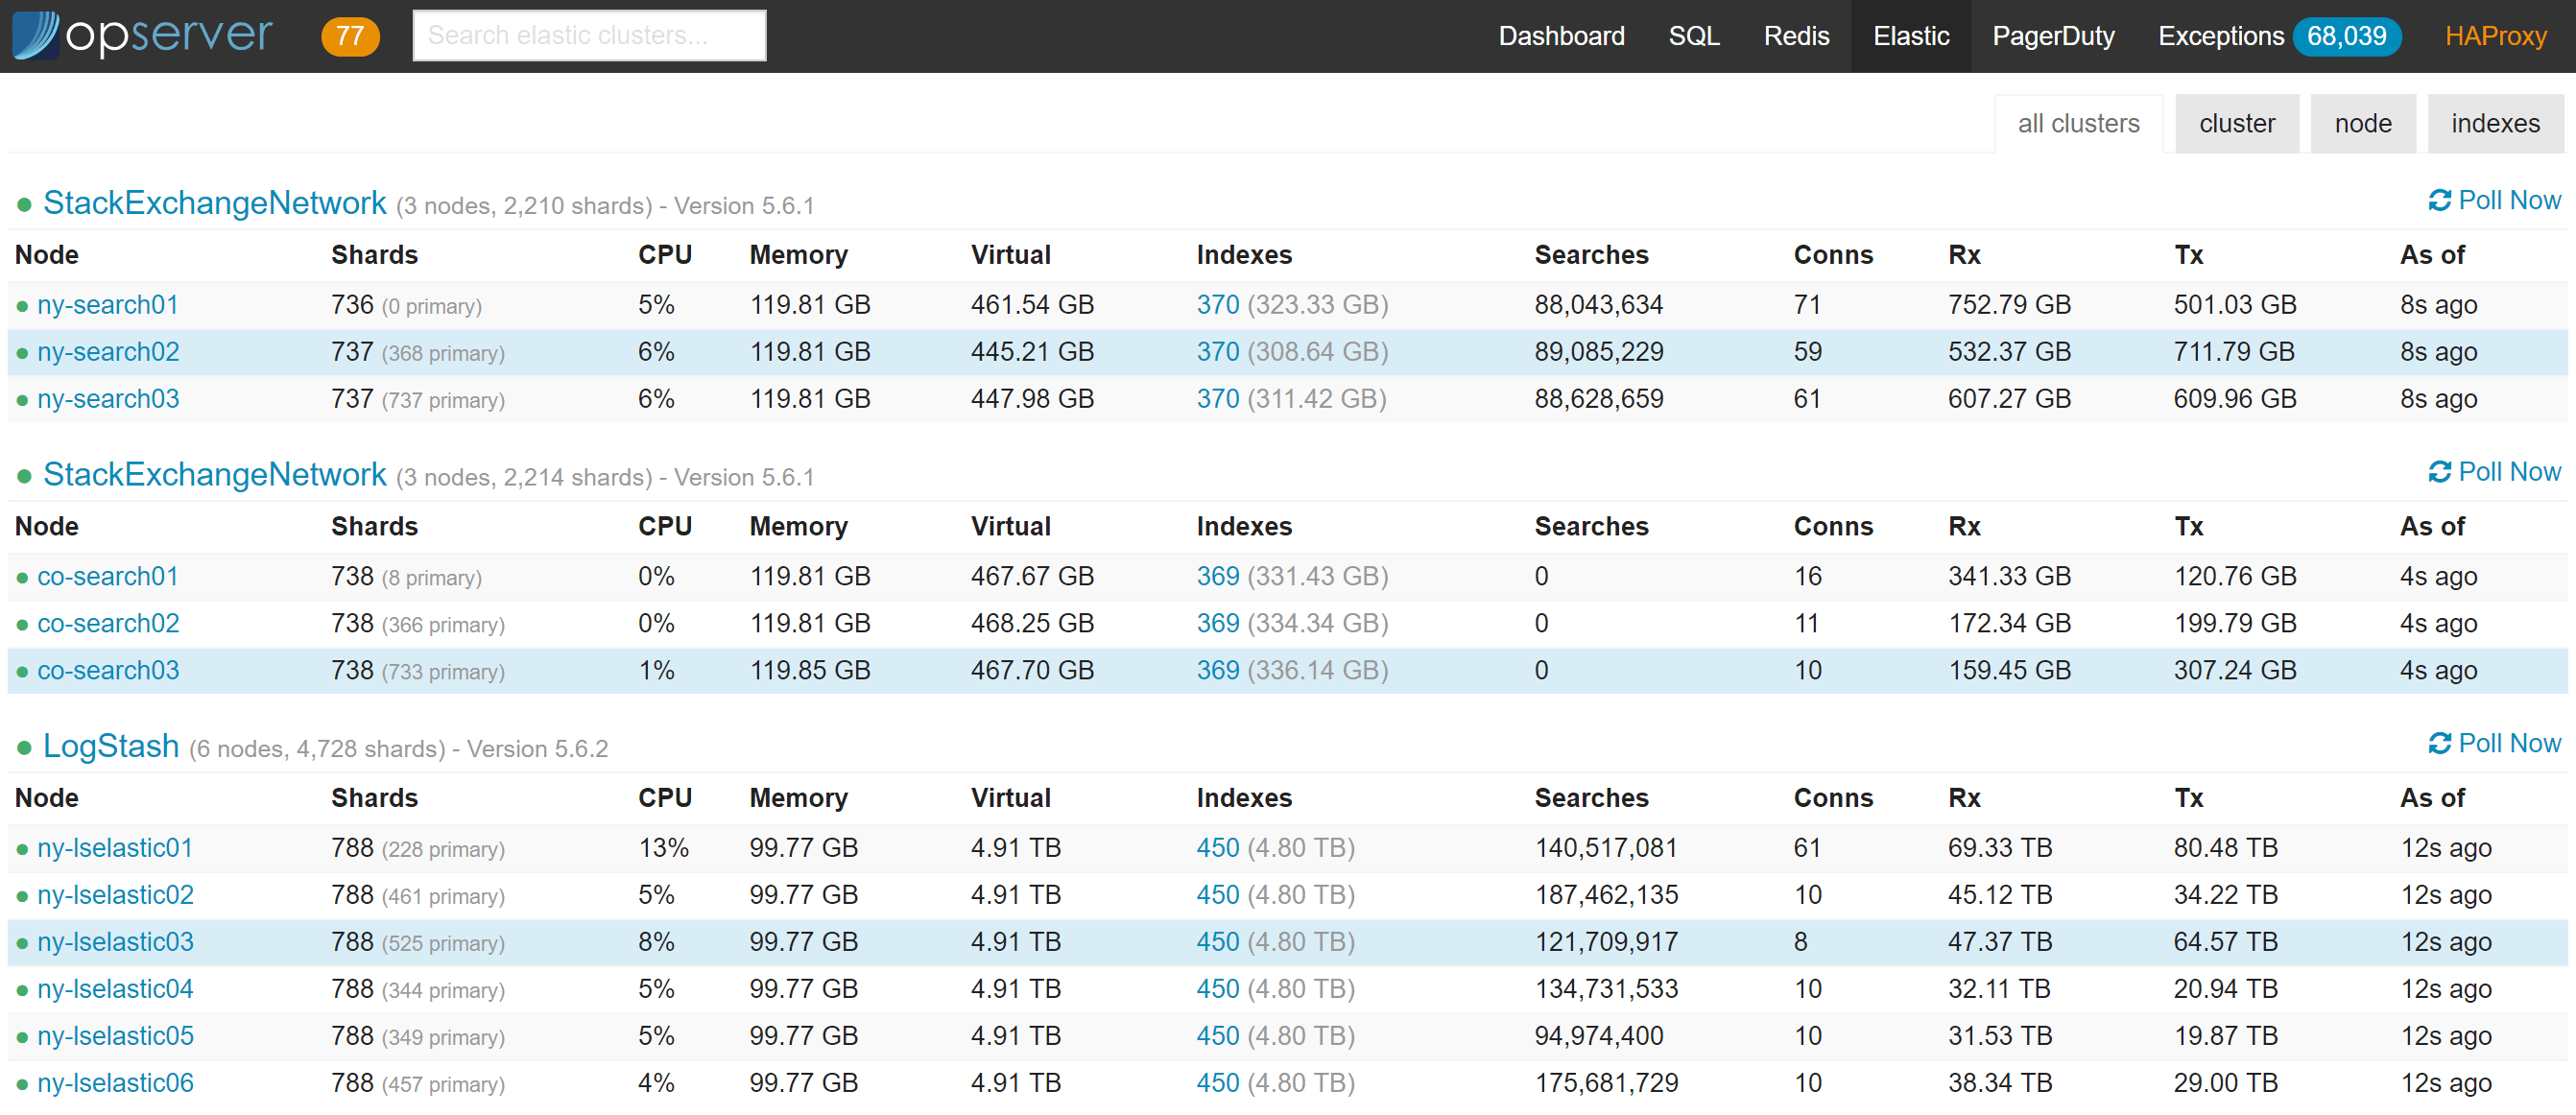 opserver 77 Search elastic clusters... Dashboard SQL Redis Elastic PagerDuty Exceptions 68,039 HAProxy
all clusters cluster node indexes
StackExchangeNetwork (3 nodes, 2,210 shards) - Version 5.6.1 Poll Now
Node Shards CPU Memory Virtual Indexes Searches Conns Rx Tx As of
ny-search01 736 (0 primary) 5% 119.81 GB 461.54 GB 370 (323.33 GB) 88,043,634 71 752.79 GB 501.03 GB 8s ago
ny-search02 737 (368 primary) 6% 119.81 GB 445.21 GB 370 (308.64 GB) 89,085,229 59 532.37 GB 711.79 GB 8s ago
ny-search03 737 (737 primary) 6% 119.81 GB 447.98 GB 370 (311.42 GB) 88,628,659 61 607.27 GB 609.96 GB 8s ago
StackExchangeNetwork (3 nodes, 2,214 shards) - Version 5.6.1 Poll Now
Node Shards CPU Memory Virtual Indexes Searches Conns Rx Tx As of
co-search01 738 (8 primary) 0% 119.81 GB 467.67 GB 369 (331.43 GB) 0 16 341.33 GB 120.76 GB 4s ago
co-search02 738 (366 primary) 0% 119.81 GB 468.25 GB 369 (334.34 GB) 0 11 172.34 GB 199.79 GB 4s ago
co-search03 738 (733 primary) 1% 119.85 GB 467.70 GB 369 (336.14 GB) 0 10 159.45 GB 307.24 GB 4s ago
LogStash (6 nodes, 4,728 shards) - Version 5.6.2 Poll Now
Node Shards CPU Memory Virtual Indexes Searches Conns Rx Tx As of
ny-lselastic01 788 (228 primary) 13% 99.77 GB 4.91 TB 450 (4.80 TB) 140,517,081 61 69.33 TB 80.48 TB 12s ago
ny-lselastic02 788 (461 primary) 5% 99.77 GB 4.91 TB 450 (4.80 TB) 187,462,135 10 45.12 TB 34.22 TB 12s ago
ny-lselastic03 788 (525 primary) 8% 99.77 GB 4.91 TB 450 (4.80 TB) 121,709,917 8 47.37 TB 64.57 TB 12s ago
ny-lselastic04 788 (344 primary) 5% 99.77 GB 4.91 TB 450 (4.80 TB) 134,731,533 10 32.11 TB 20.94 TB 12s ago
ny-lselastic05 788 (349 primary) 5% 99.77 GB 4.91 TB 450 (4.80 TB) 94,974,400 10 31.53 TB 19.87 TB 12s ago
ny-lselastic06 788 (457 primary) 4% 99.77 GB 4.91 TB 450 (4.80 TB) 175,681,729 10 38.34 TB 29.00 TB 12s ago